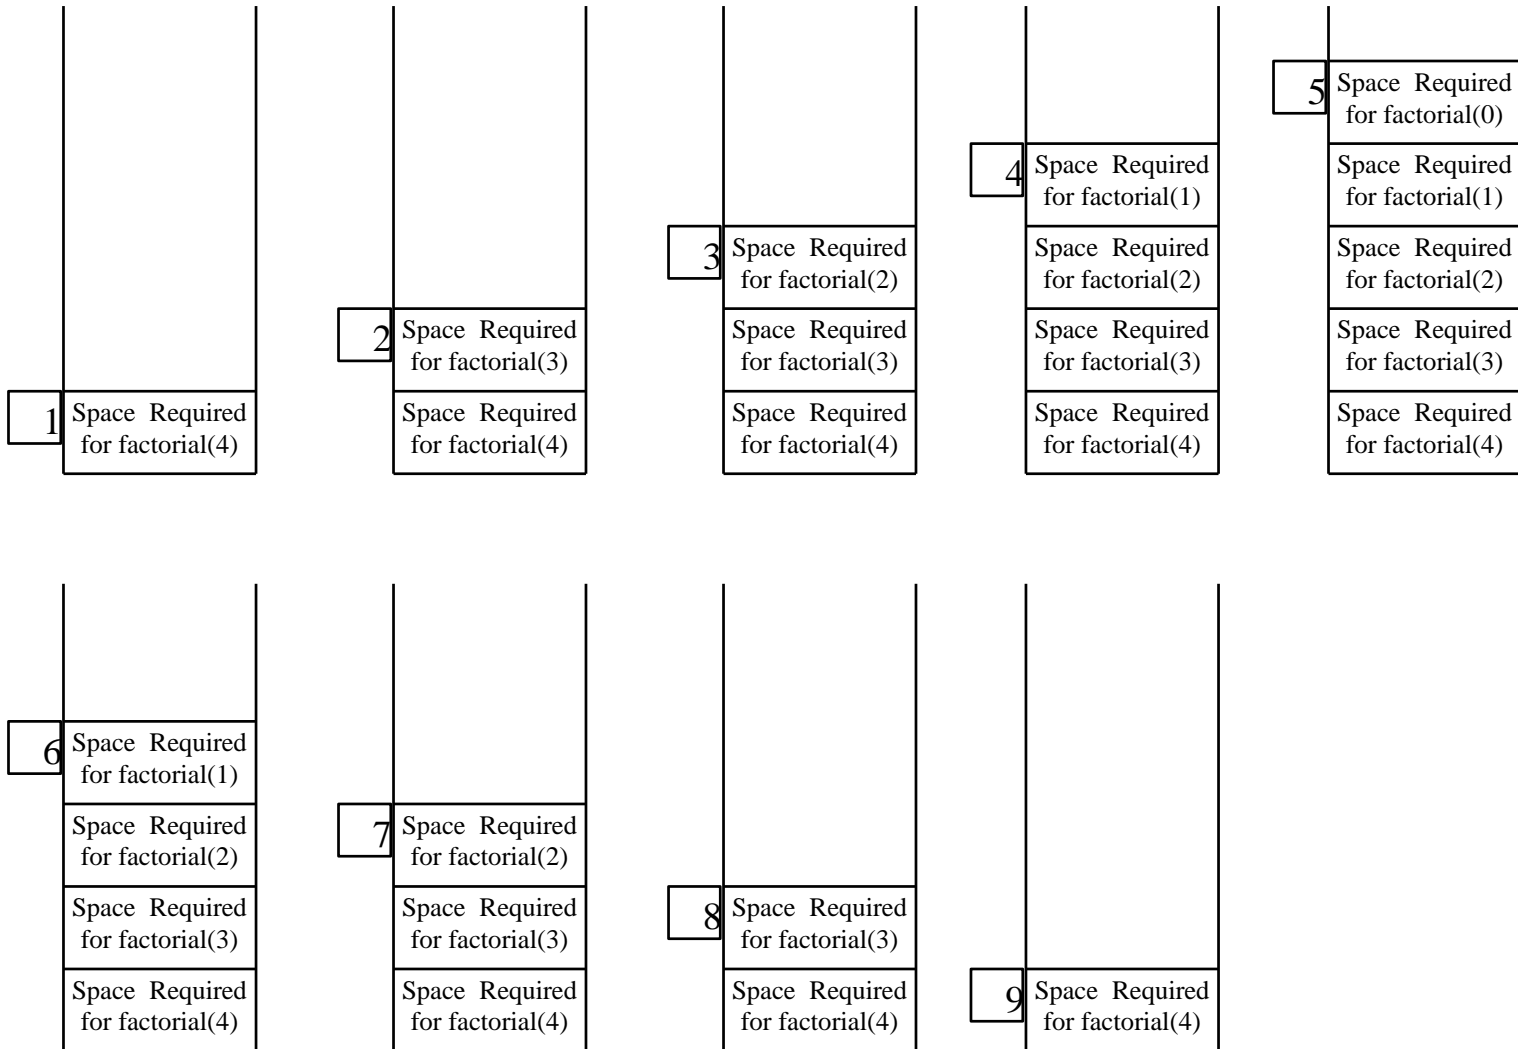 1
Space Required
for factorial(4)
2
Space Required
for factorial(3)
Space Required
for factorial(4)
3
Space Required
for factorial(2)
Space Required
for factorial(3)
Space Required
for factorial(4)
4
Space Required
for factorial(1)
Space Required
for factorial(2)
Space Required
for factorial(3)
Space Required
for factorial(4)
5
Space Required
for factorial(0)
Space Required
for factorial(1)
Space Required
for factorial(2)
Space Required
for factorial(3)
Space Required
for factorial(4)
6
Space Required
for factorial(1)
Space Required
for factorial(2)
Space Required
for factorial(3)
Space Required
for factorial(4)
7
Space Required
for factorial(2)
Space Required
for factorial(3)
Space Required
for factorial(4)
8
Space Required
for factorial(3)
Space Required
for factorial(4)
9
Space Required
for factorial(4)